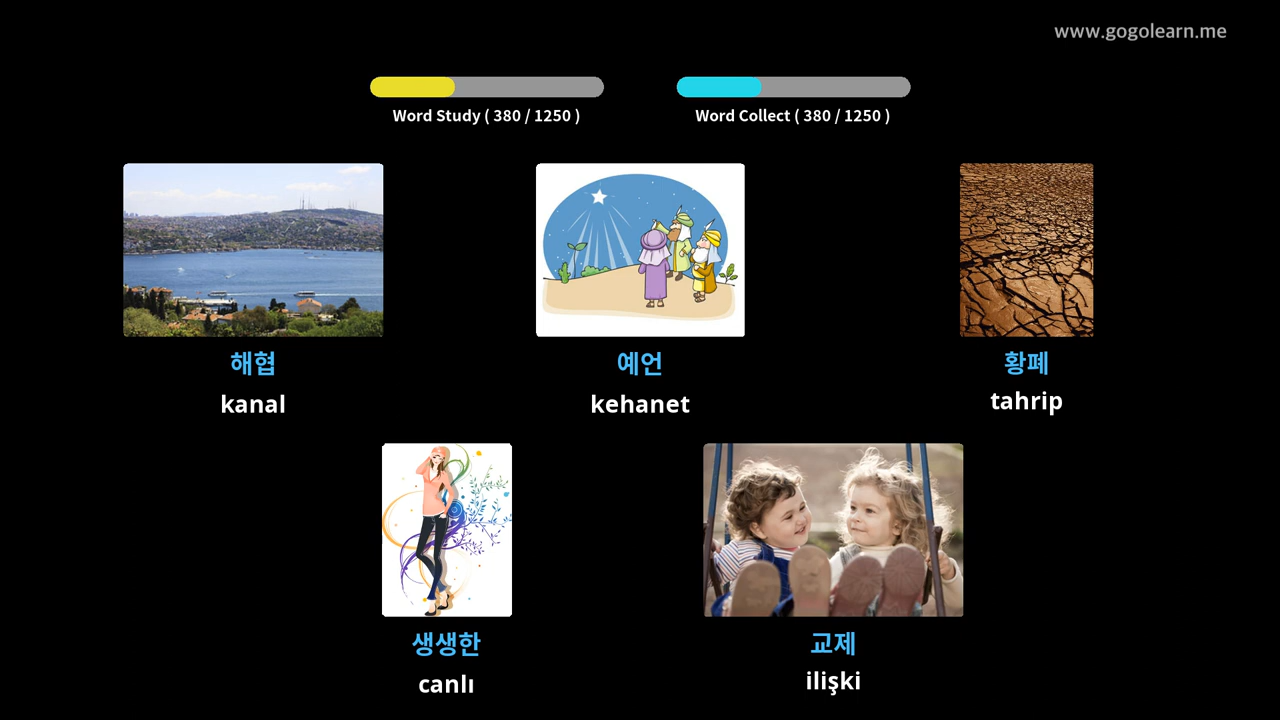 www.gogolearn.me
Word Study ( 380 / 1250 )
Word Collect ( 380 / 1250 )
해협
kanal
예언
kehanet
황폐
tahrip
생생한
canlı
교제
ilişki